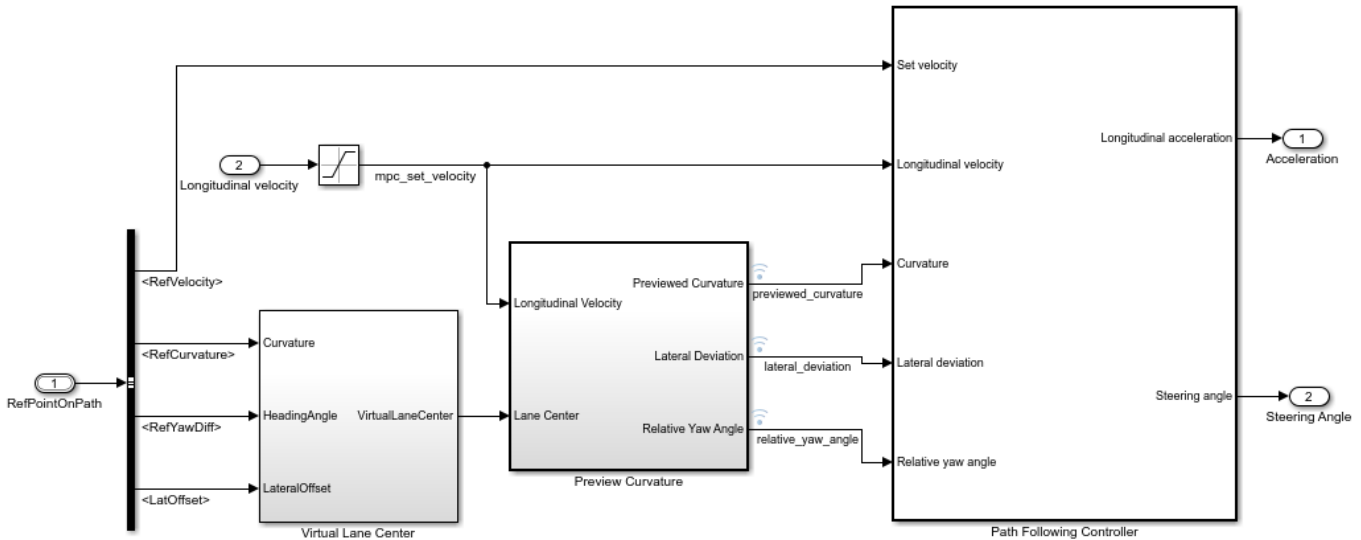 Set velocity
Longitudinal acceleration
1
Acceleration
2
Longitudinal velocity
mpc_set_velocity
Longitudinal velocity
<RefVelocity>
Curvature
Previewed Curvature
previewed_curvature
Longitudinal Velocity
Curvature
<RefCurvature>
Lateral Deviation
lateral_deviation
Lateral deviation
1
RefPointOnPath
HeadingAngle
<RefYawDiff>
VirtualLaneCenter
Lane Center
Relative Yaw Angle
relative_yaw_angle
Steering angle
2
Steering Angle
Relative yaw angle
LateralOffset
<LatOffset>
Virtual Lane Center
Preview Curvature
Path Following Controller